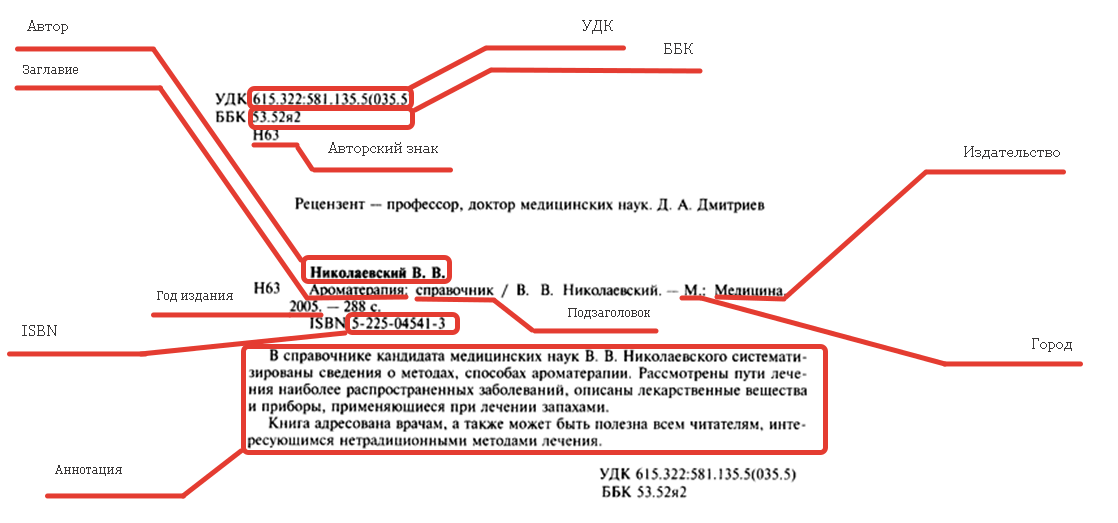 Автор
УДК
ББК
Заглавие
УДК 615.322:581.135.5(035.5
ББК 53.52я2
Н63
Авторский знак
Издательство
Рецензент — профессор, доктор медицинских наук. Д. А. Дмитриев
Николаевский В. В.
Н63 Ароматерапия: справочник / В. В. Николаевский. — М.: Медицина,
Год издания
2005. — 288 с.
Подзаголовок
ISBN 5-225-04541-3
ISBN
Город
В справочнике кандидата медицинских наук В. В. Николаевского системати-
зированы сведения о методах, способах ароматерапии. Рассмотрены пути лече-
ния наиболее распространенных заболеваний, описаны лекарственные вещества
и приборы, применяющиеся при лечении запахами.
Книга адресована врачам, а также может быть полезна всем читателям, инте-
ресующимся нетрадиционными методами лечения.
Аннотация
УДК 615.322:581.135.5(035.5)
ББК 53.52я2